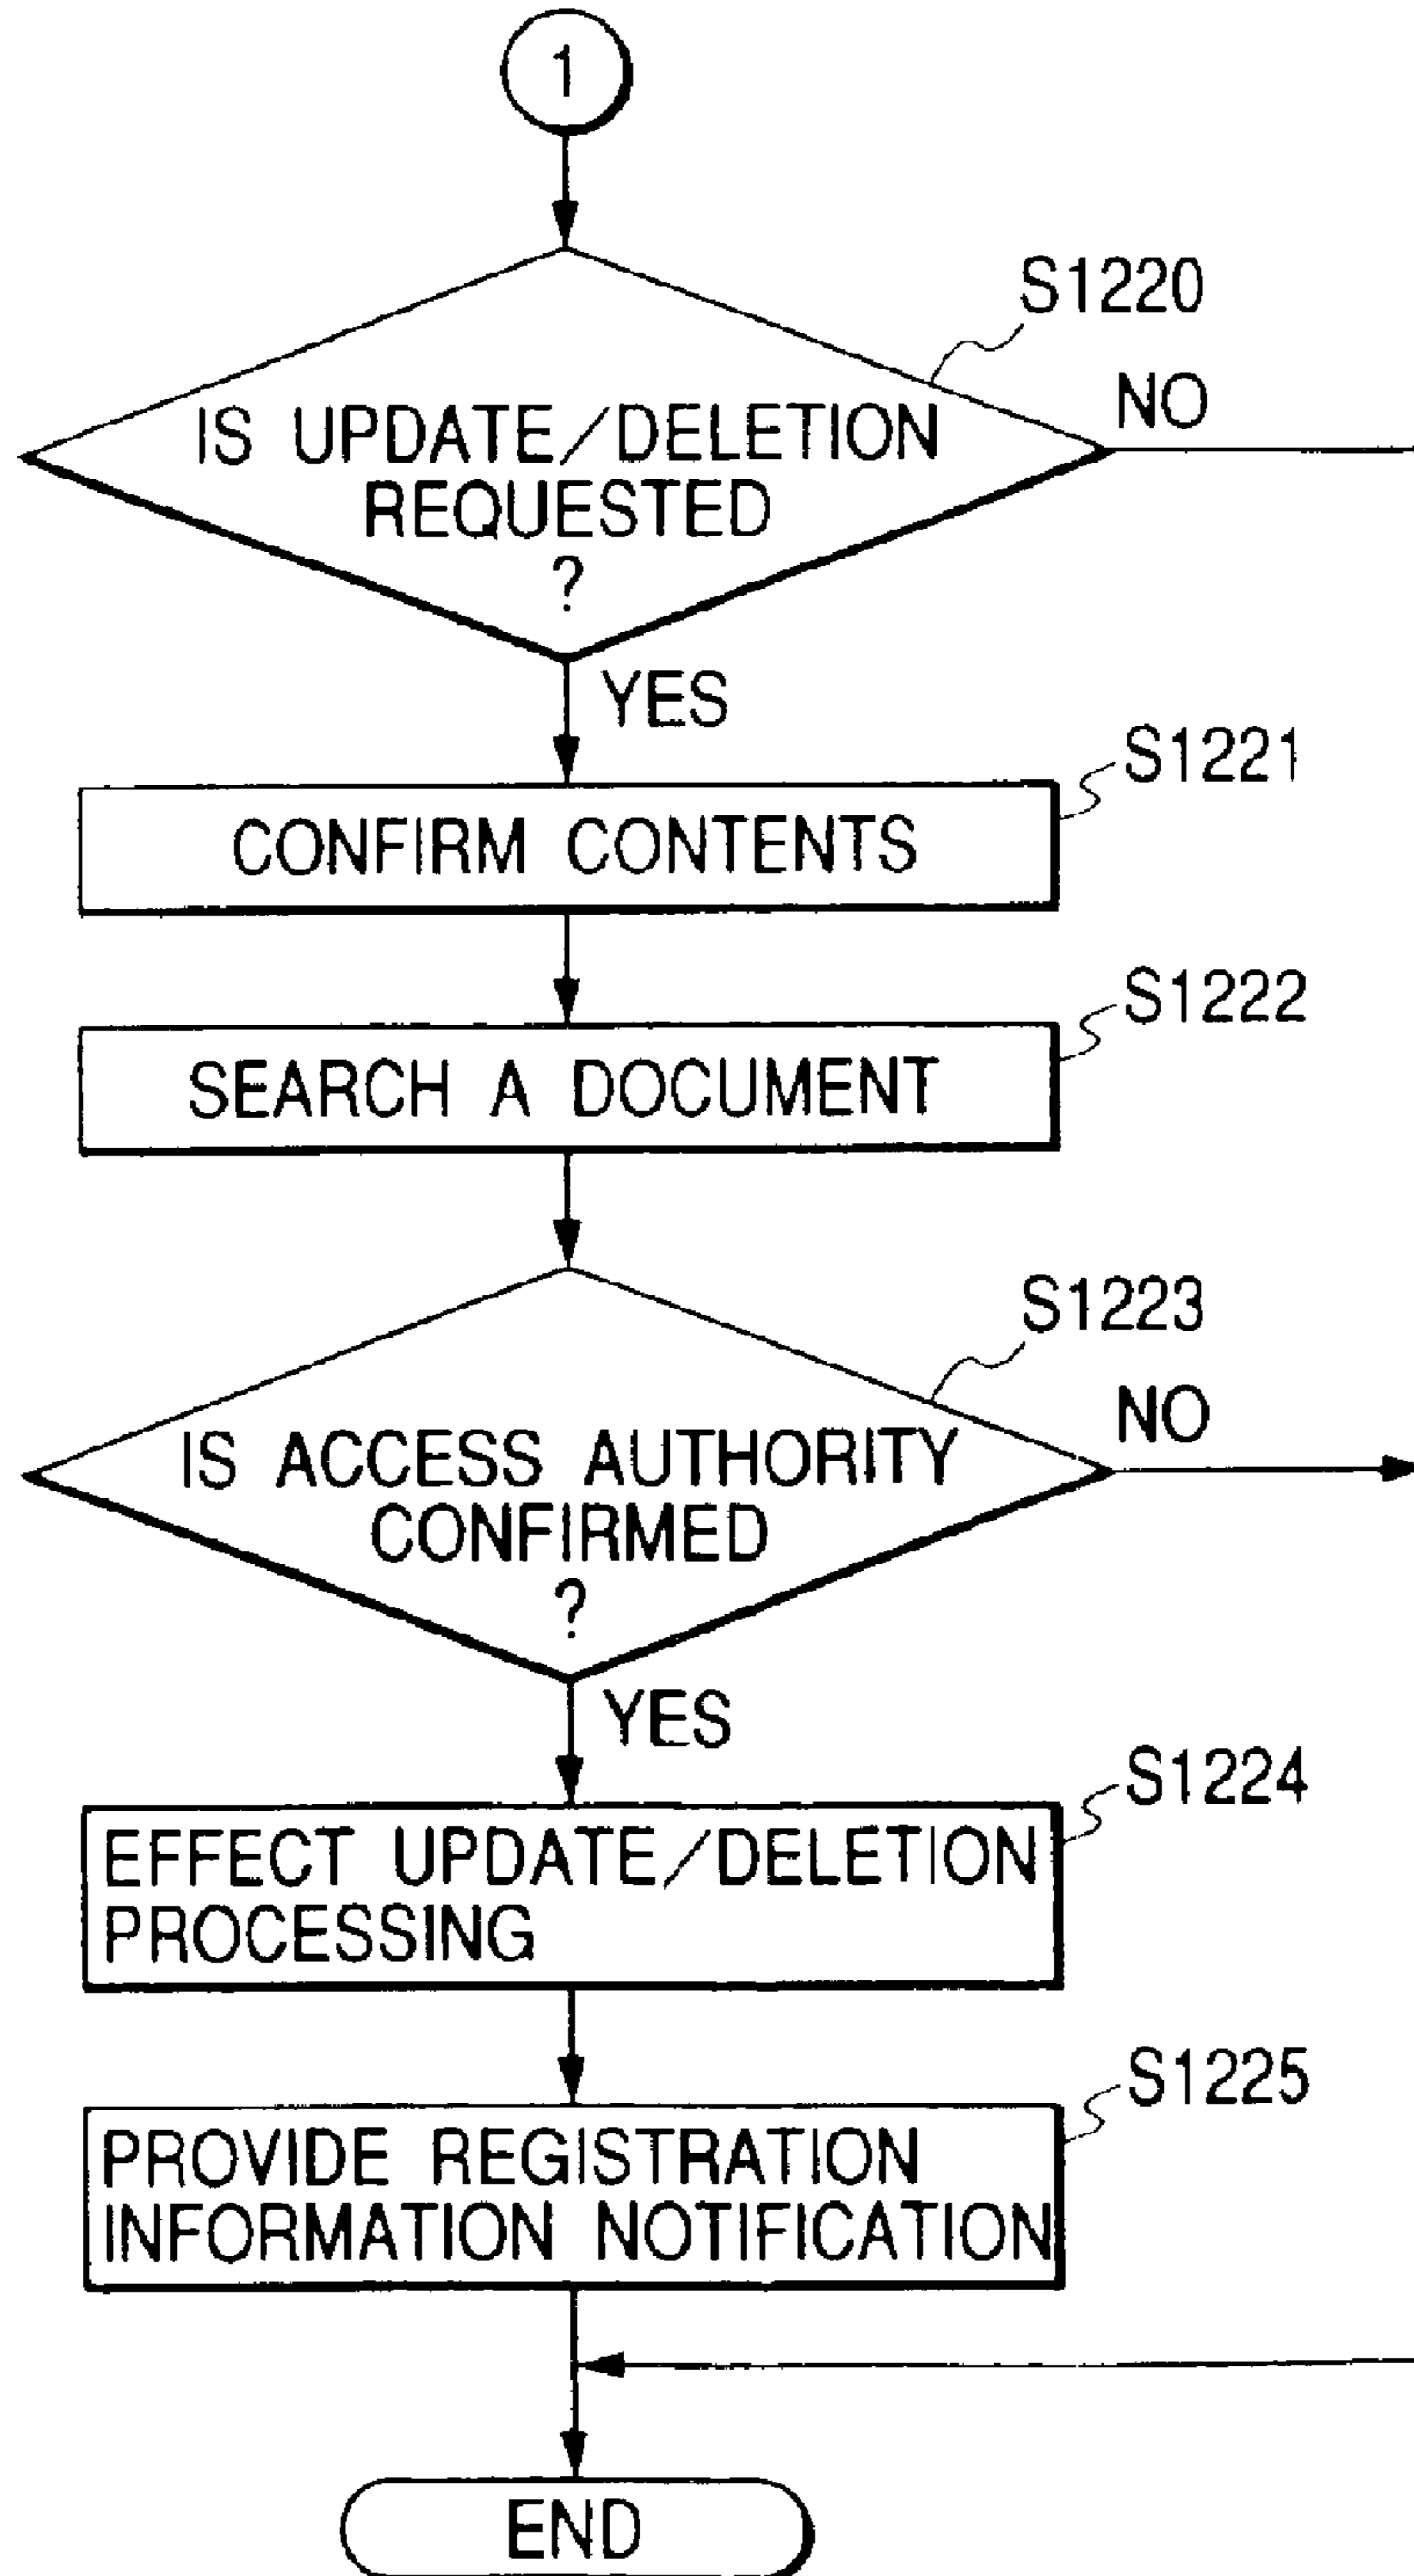 1
S1220
NO
IS UPDATE/DELETION
REQUESTED
?
YES
S1221
CONFIRM CONTENTS
S1222
SEARCH A DOCUMENT
S1223
NO
IS ACCESS AUTHORITY
CONFIRMED
?
YES
S1224
EFFECT UPDATE/DELETION
PROCESSING
S1225
PROVIDE REGISTRATION
INFORMATION NOTIFICATION
END